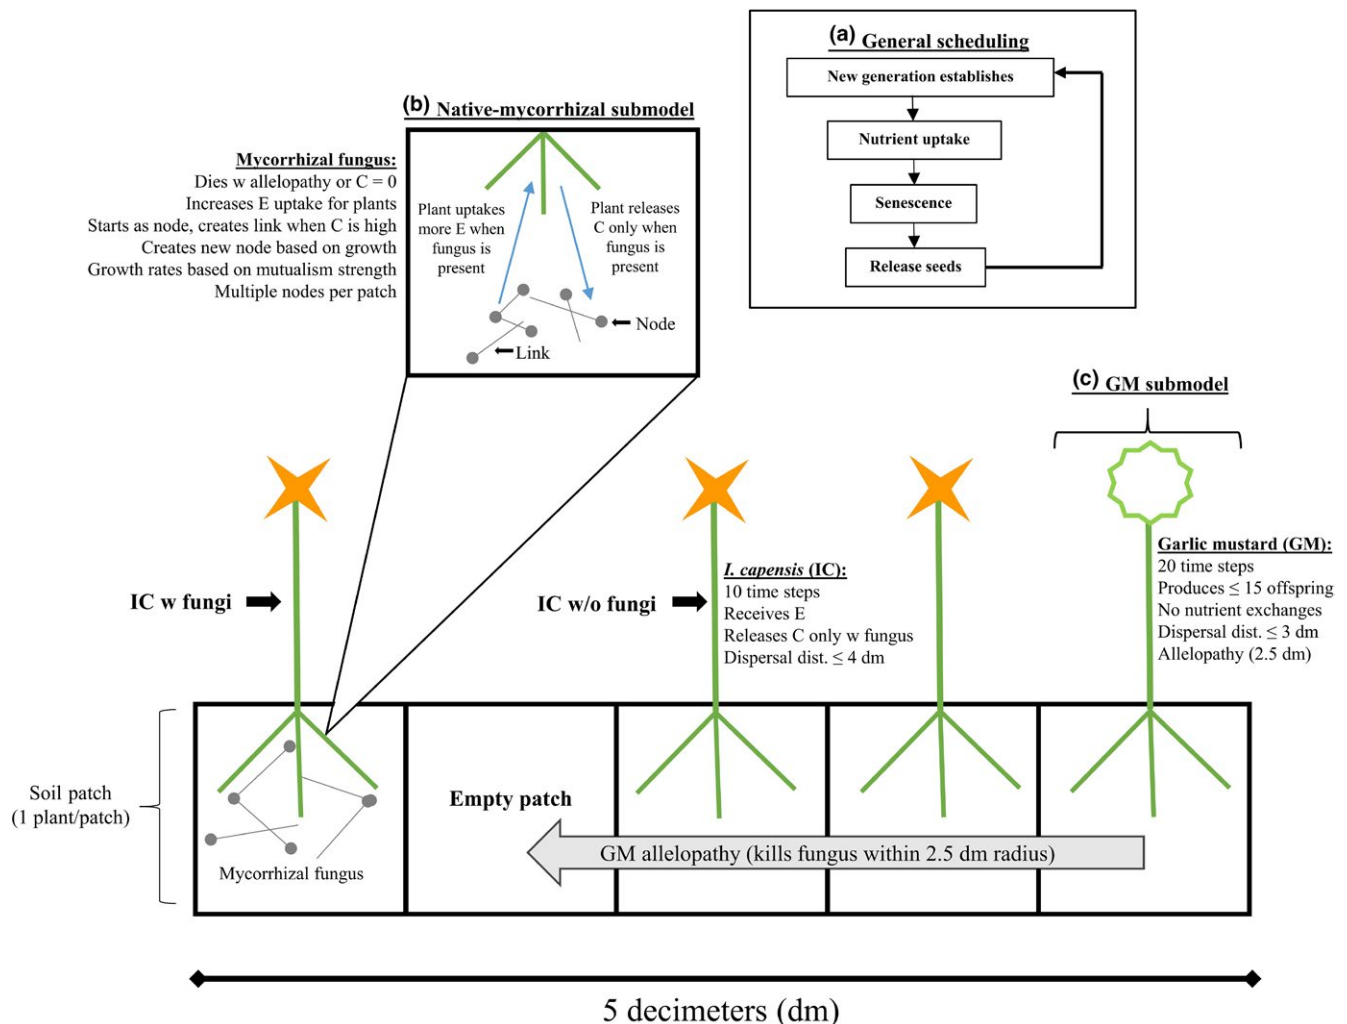 (a) General scheduling
New generation establishes
Nutrient uptake
Senescence
Release seeds
(b) Native-mycorrhizal submodel
Mycorrhizal fungus:
Dies w allelopathy or C = 0
Increases E uptake for plants
Starts as node, creates link when C is high
Creates new node based on growth
Growth rates based on mutualism strength
Multiple nodes per patch
Plant uptakes
more E when
fungus is
present
Plant releases
C only when
fungus is
present
Node
Link
(c) GM submodel
IC w fungi
IC w/o fungi
I. capensis (IC):
10 time steps
Receives E
Releases C only w fungus
Dispersal dist. ≤ 4 dm
Garlic mustard (GM):
20 time steps
Produces ≤ 15 offspring
No nutrient exchanges
Dispersal dist. ≤ 3 dm
Allelopathy (2.5 dm)
Soil patch
(1 plant/patch)
Mycorrhizal fungus
Empty patch
GM allelopathy (kills fungus within 2.5 dm radius)
5 decimeters (dm)